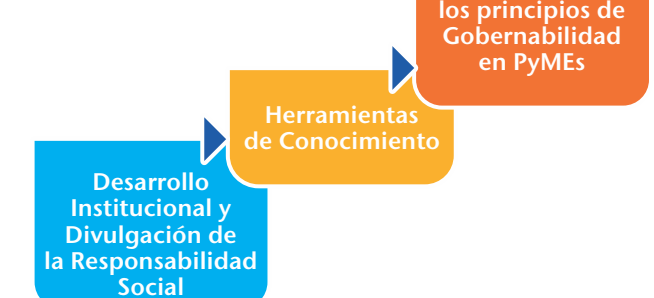 los principios de
Gobernabilidad
en PyMEs
Herramientas
de Conocimiento
Desarrollo
Institucional y
Divulgación de
la Responsabilidad
Social